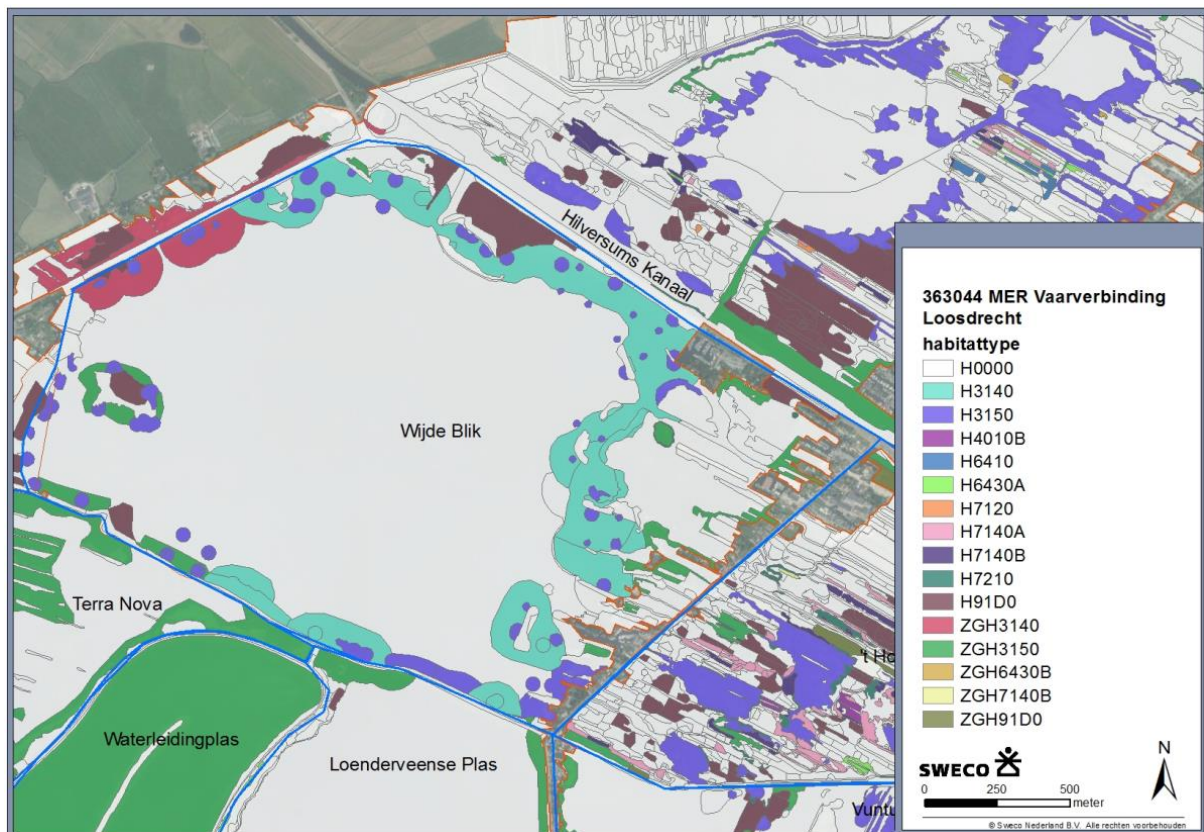 Hilversums Kanaal
Wijde Blik
Terra Nova
Waterleidingplas
Loenderveense Plas
't Ho
Vuntu
363044 MER Vaarverbinding
Loosdrecht
habitattype
H0000
H3140
H3150
H4010B
H6410
H6430A
H7120
H7140A
H7140B
H7210
H91D0
ZGH3140
ZGH3150
ZGH6430B
ZGH7140B
ZGH91D0
SWECO
N
0 250 500
meter
© Sweco Nederland B.V. Alle rechten voorbehouden